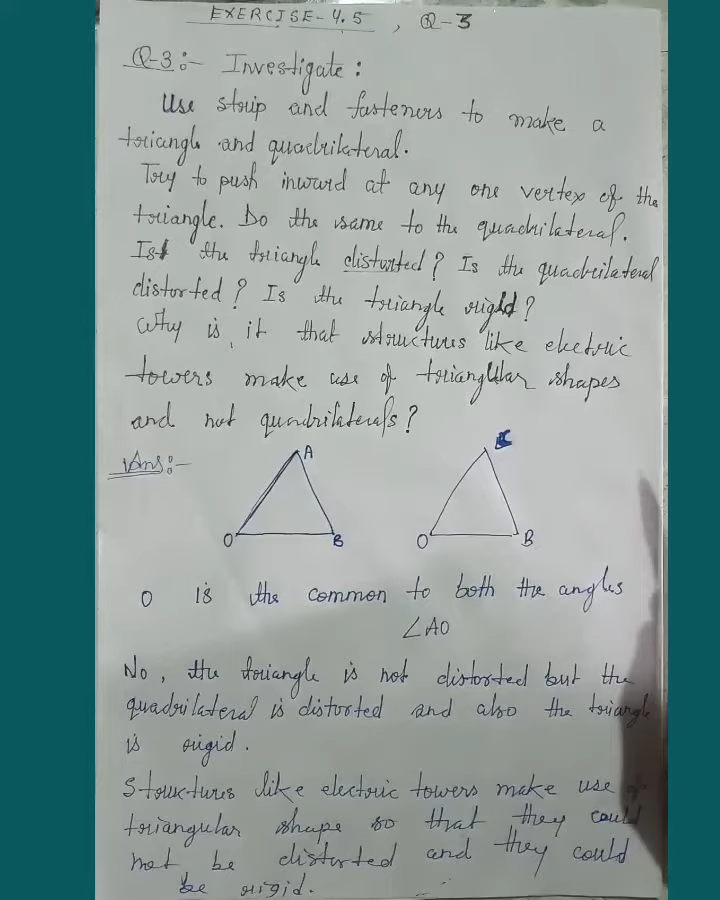 EXERCISE-4.5, Q-3
Q-3:- Investigate:
Use strip and fasteners to make a
triangle and quadrilateral.
Try to push inward at any one vertex of the
triangle. Do the same to the quadrilateral.
Is the triangle distorted? Is the quadrilateral
distorted? Is the triangle rigid?
Why is it that structures like electric
towers make use of triangular shapes
and not quadrilaterals?
Ans:-
A
O
B
O
B
O is the common to both the angles
∠AO
No, the triangle is not distorted but the
quadrilateral is distorted and also the triangle
is rigid.
Structures like electric towers make use of
triangular shape so that they could
not be distorted and they could
be rigid.